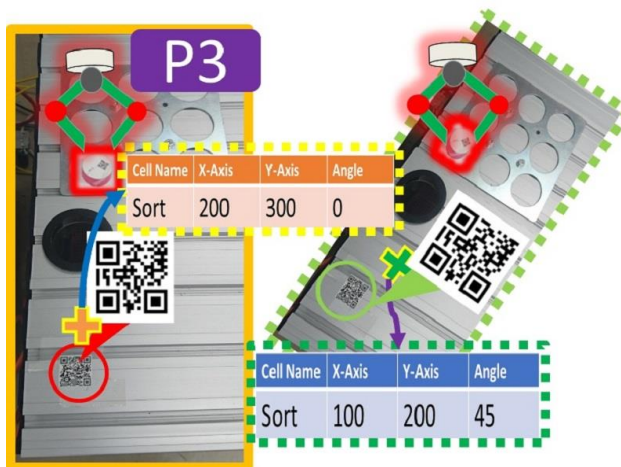 P3
Cell Name X-Axis Y-Axis Angle
Sort 200 300 0
Cell Name X-Axis Y-Axis Angle
Sort 100 200 45